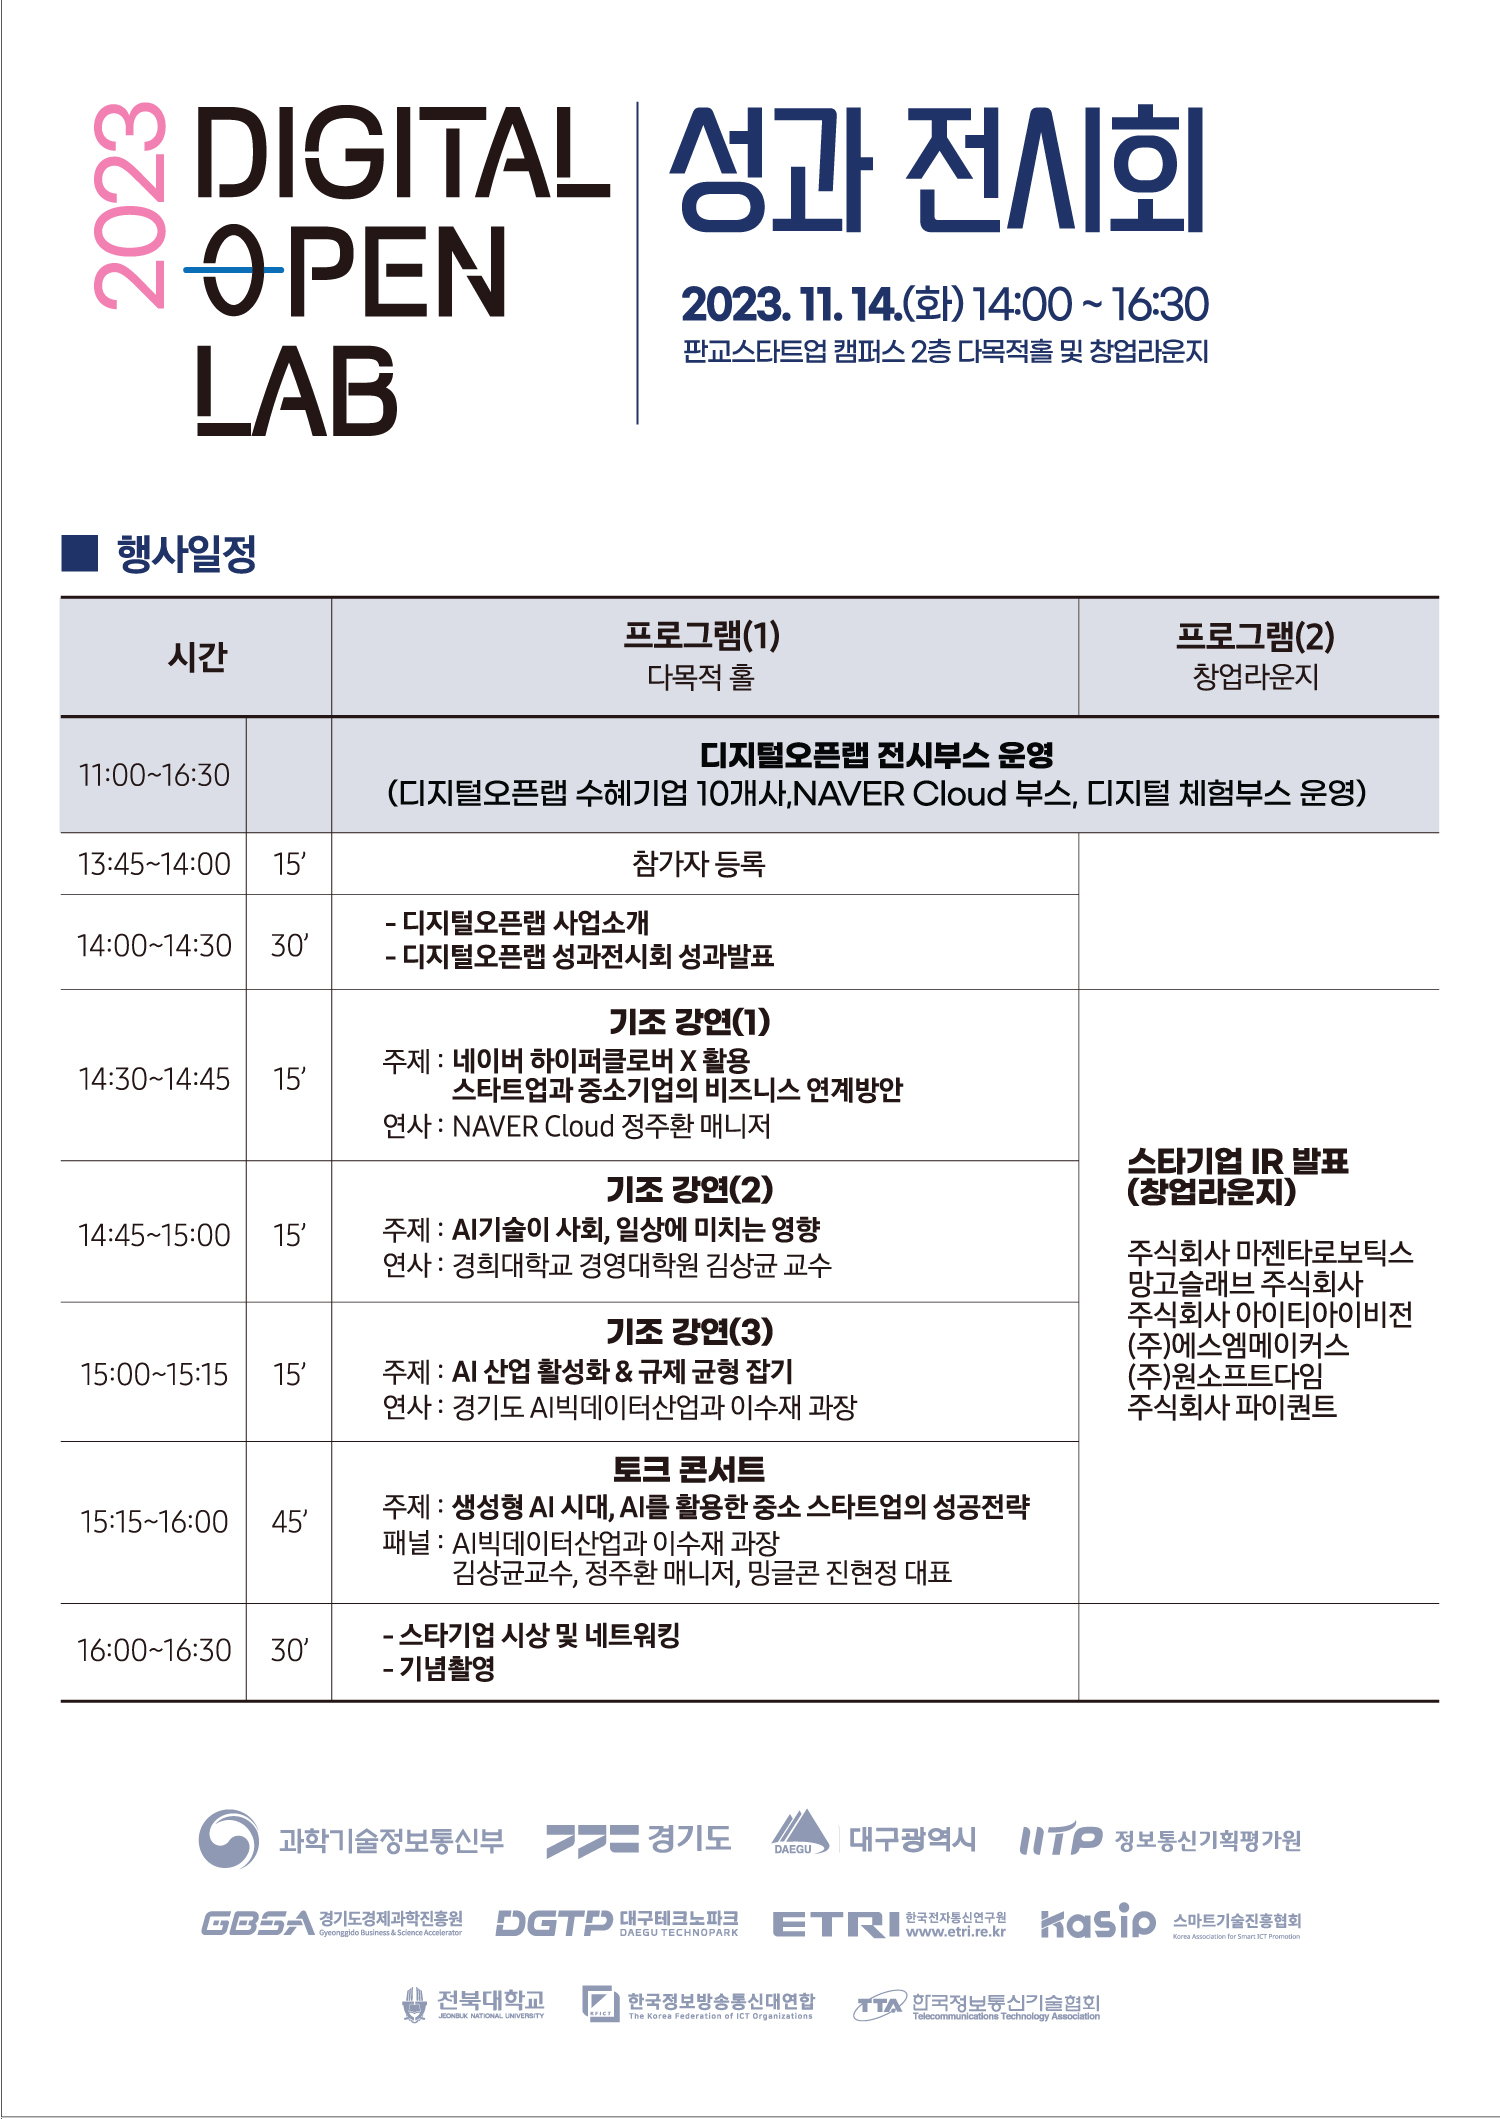 2023
DIGITAL
OPEN
LAB
성과 전시회
2023. 11. 14.(화) 14:00 ~ 16:30
판교스타트업 캠퍼스 2층 다목적홀 및 창업라운지
■ 행사일정
시간
프로그램(1)
다목적 홀
프로그램(2)
창업라운지
11:00~16:30
디지털오픈랩 전시부스 운영
(디지털오픈랩 수혜기업 10개사,NAVER Cloud 부스, 디지털 체험부스 운영)
13:45~14:00
15’
참가자 등록
14:00~14:30
30’
- 디지털오픈랩 사업소개
- 디지털오픈랩 성과전시회 성과발표
14:30~14:45
15’
기조 강연(1)
주제 : 네이버 하이퍼클로버 X 활용
스타트업과 중소기업의 비즈니스 연계방안
연사 : NAVER Cloud 정주환 매니저
14:45~15:00
15’
기조 강연(2)
주제 : AI기술이 사회, 일상에 미치는 영향
연사 : 경희대학교 경영대학원 김상균 교수
15:00~15:15
15’
기조 강연(3)
주제 : AI 산업 활성화 & 규제 균형 잡기
연사 : 경기도 AI빅데이터산업과 이수재 과장
15:15~16:00
45’
토크 콘서트
주제 : 생성형 AI 시대, AI를 활용한 중소 스타트업의 성공전략
패널 : AI빅데이터산업과 이수재 과장
김상균교수, 정주환 매니저, 밍글콘 진현정 대표
스타기업 IR 발표
(창업라운지)
주식회사 마젠타로보틱스
망고슬래브 주식회사
주식회사 아이티아이비전
(주)에스엠메이커스
(주)원소프트다임
주식회사 파이퀀트
16:00~16:30
30’
- 스타기업 시상 및 네트워킹
- 기념촬영
과학기술정보통신부
경기도
DAEGU
대구광역시
IITP 정보통신기획평가원
GBSA 경기도경제과학진흥원
Gyeonggido Business & Science Accelerator
DGTP 대구테크노파크
DAEGU TECHNOPARK
ETRI 한국전자통신연구원
www.etri.re.kr
Kasip 스마트기술진흥협회
Korea Association for Smart ICT Promotion
전북대학교
JEONBUK NATIONAL UNIVERSITY
KFICT
한국정보방송통신대연합
The Korea Federation of ICT Organizations
TTA 한국정보통신기술협회
Telecommunications Technology Association